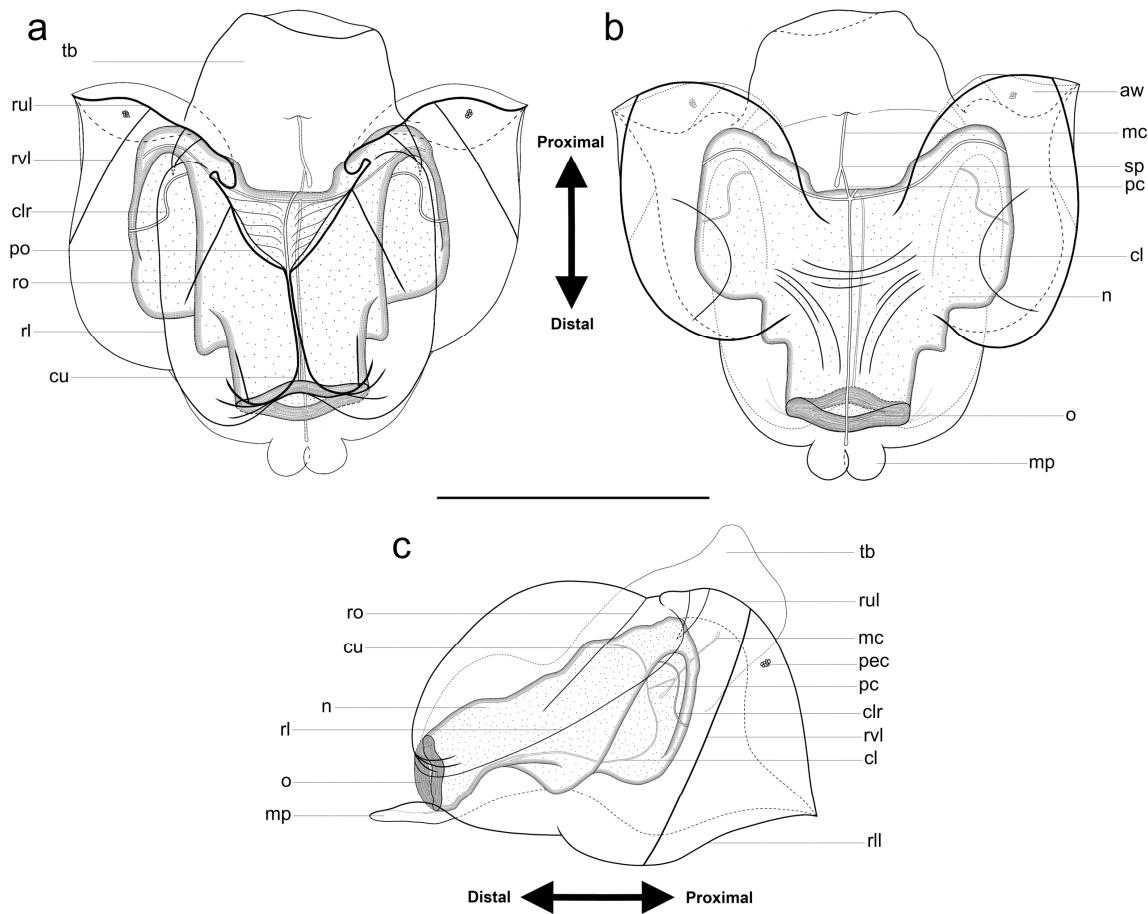 a
tb
rul
rvl
clr
po
ro
rl
cu
Proximal
Distal
b
aw
mc
sp
pc
cl
n
o
mp
c
ro
cu
n
rl
o
mp
tb
rul
mc
pec
pc
clr
rvl
cl
rll
Distal
Proximal